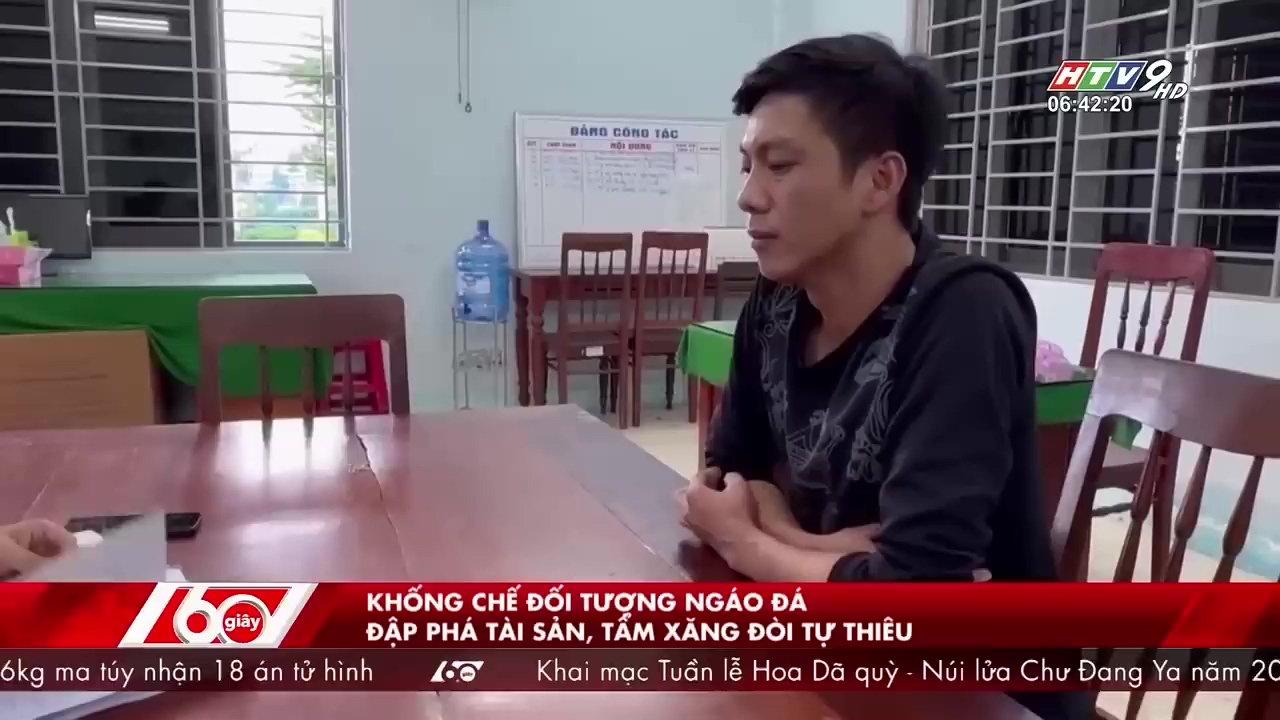 HTV9 HD
06:42:20
BẢNG CÔNG TÁC
NỘI DUNG
60 giây
KHỐNG CHẾ ĐỐI TƯỢNG NGÁO ĐÁ
ĐẬP PHÁ TÀI SẢN, TẨM XĂNG ĐÒI TỰ THIÊU
6kg ma túy nhận 18 án tử hình 60 Khai mạc Tuần lễ Hoa Dã quỳ - Núi lửa Chư Đang Ya năm 20